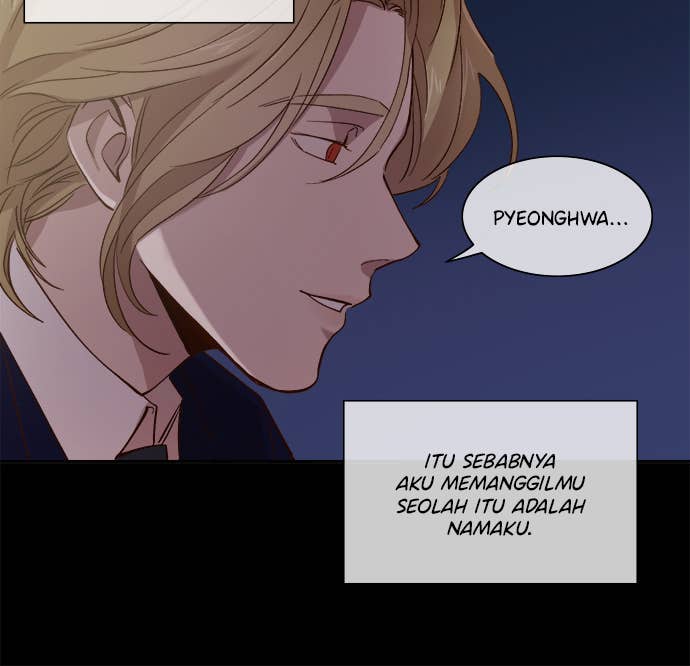 PYEONGHWA...
ITU SEBABNYA
AKU MEMANGGILMU
SEOLAH ITU ADALAH
NAMAKU.